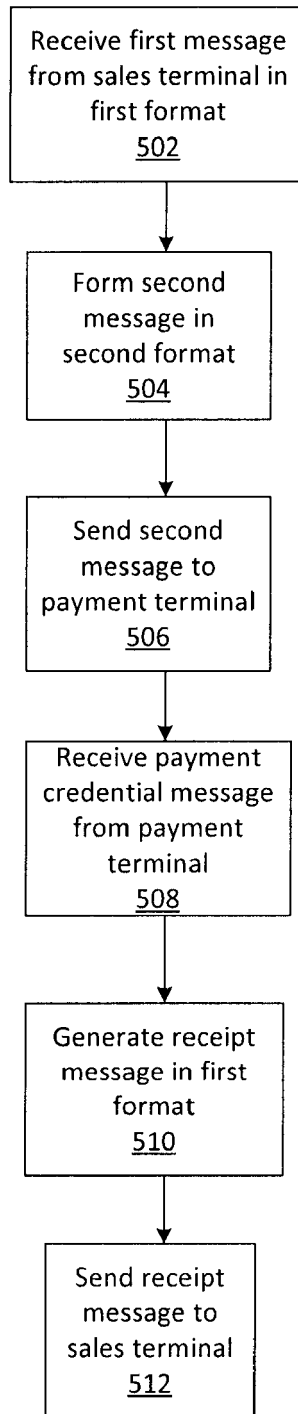 Receive first message
from sales terminal in
first format
502
Form second
message in
second format
504
Send second
message to
payment terminal
506
Receive payment
credential message
from payment
terminal
508
Generate receipt
message in first
format
510
Send receipt
message to
sales terminal
512